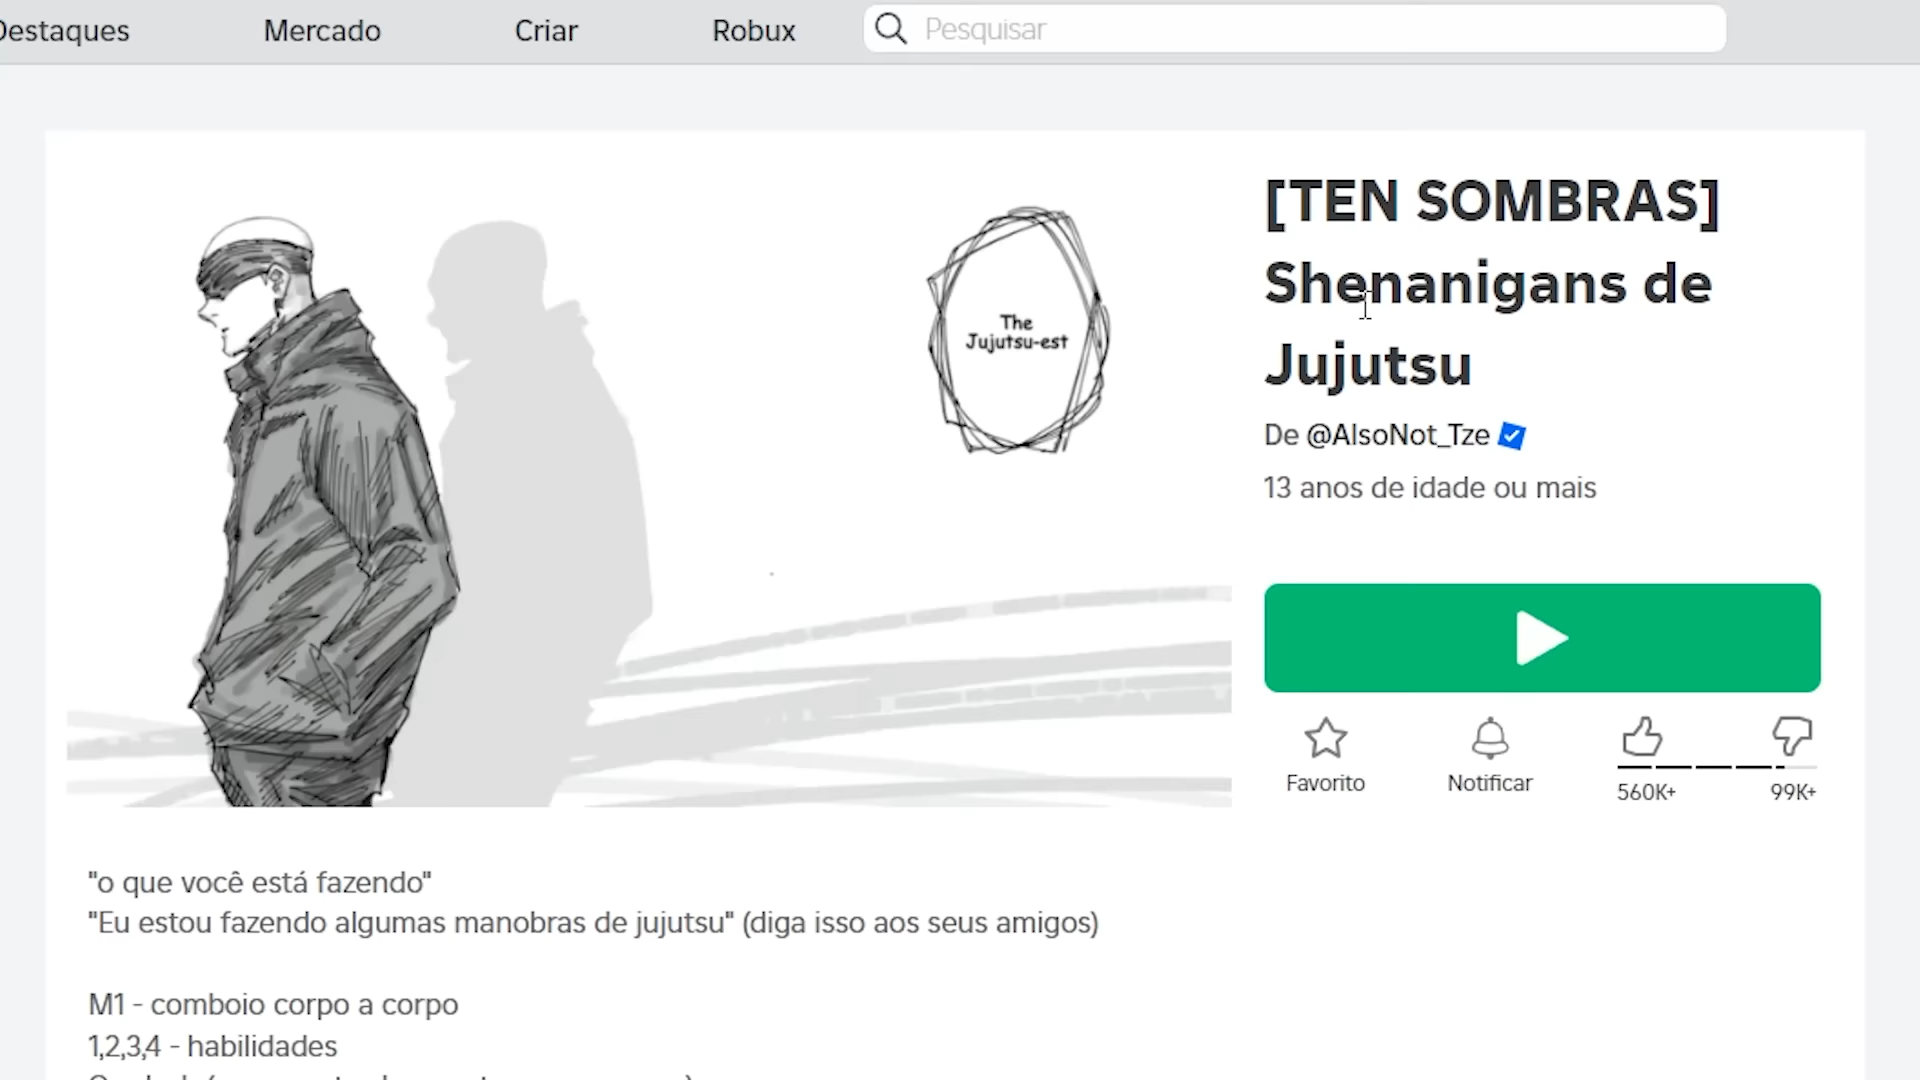 Destaques Mercado Criar Robux Pesquisar
The
Jujutsu-est
[TEN SOMBRAS]
Shenanigans de
Jujutsu
De @AlsoNot_Tze
13 anos de idade ou mais
Favorito Notificar 560K+ 99K+
"o que você está fazendo"
"Eu estou fazendo algumas manobras de jujutsu" (diga isso aos seus amigos)
M1 - comboio corpo a corpo
1,2,3,4 - habilidades